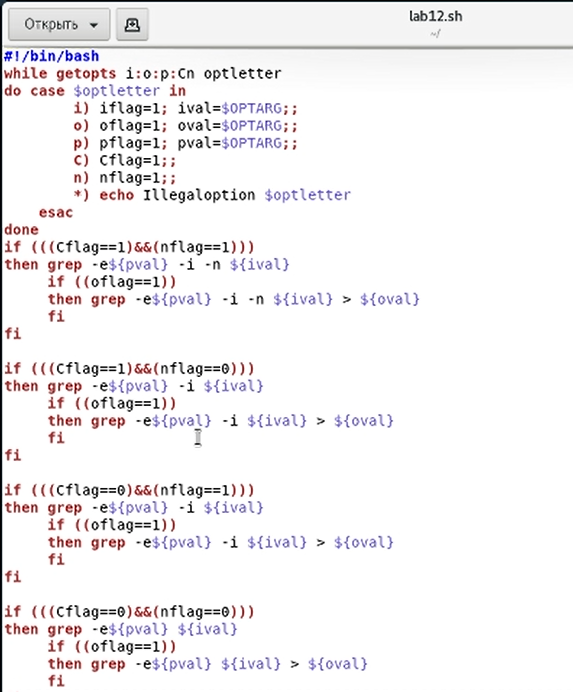 Открыть
lab12.sh
~/
#!/bin/bash
while getopts i:o:p:Cn optletter
do case $optletter in
        i) iflag=1; ival=$OPTARG;;
        o) oflag=1; oval=$OPTARG;;
        p) pflag=1; pval=$OPTARG;;
        C) Cflag=1;;
        n) nflag=1;;
        *) echo Illegaloption $optletter
    esac
done
if (((Cflag==1)&&(nflag==1)))
then grep -e${pval} -i -n ${ival}
     if ((oflag==1))
     then grep -e${pval} -i -n ${ival} > ${oval}
     fi
fi

if (((Cflag==1)&&(nflag==0)))
then grep -e${pval} -i ${ival}
     if ((oflag==1))
     then grep -e${pval} -i ${ival} > ${oval}
     fi
fi

if (((Cflag==0)&&(nflag==1)))
then grep -e${pval} -i ${ival}
     if ((oflag==1))
     then grep -e${pval} -i ${ival} > ${oval}
     fi
fi

if (((Cflag==0)&&(nflag==0)))
then grep -e${pval} ${ival}
     if ((oflag==1))
     then grep -e${pval} ${ival} > ${oval}
     fi